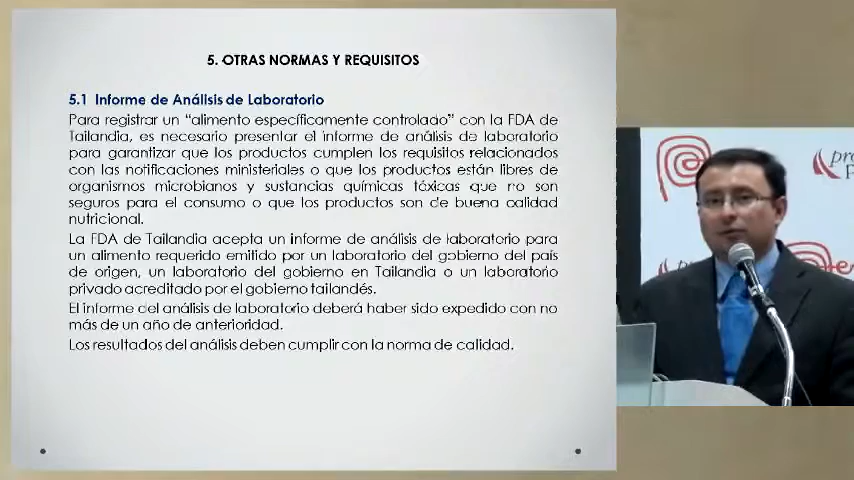 5. OTRAS NORMAS Y REQUISITOS
5.1 Informe de Análisis de Laboratorio
Para registrar un “alimento específicamente controlado” con la FDA de
Tailandia, es necesario presentar el informe de análisis de laboratorio
para garantizar que los productos cumplen los requisitos relacionados
con las notificaciones ministeriales o que los productos están libres de
organismos microbianos y sustancias químicas tóxicas que no son
seguros para el consumo o que los productos son de buena calidad
nutricional.
La FDA de Tailandia acepta un informe de análisis de laboratorio para
un alimento requerido emitido por un laboratorio del gobierno del país
de origen, un laboratorio del gobierno en Tailandia o un laboratorio
privado acreditado por el gobierno tailandés.
El informe del análisis de laboratorio deberá haber sido expedido con no
más de un año de anterioridad.
Los resultados del análisis deben cumplir con la norma de calidad.